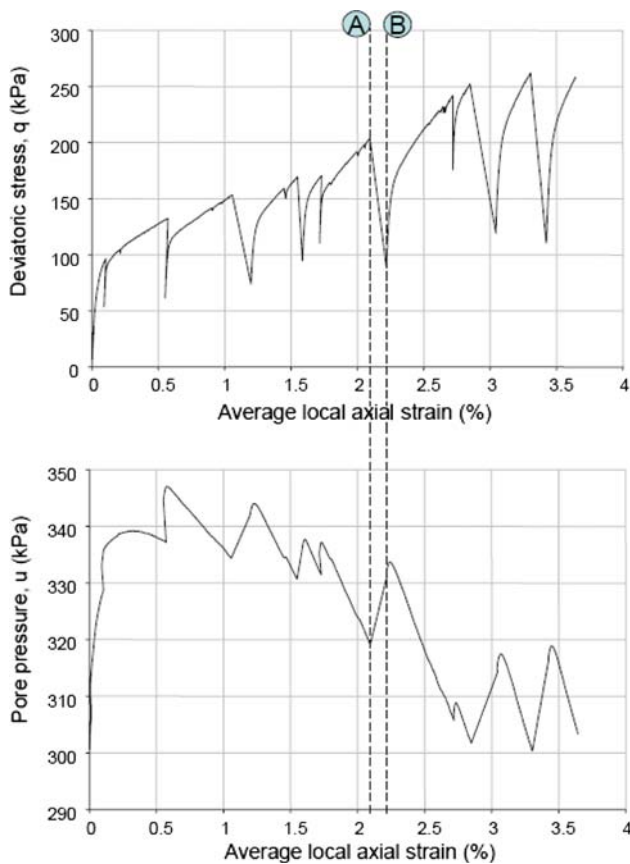 A B
300
250
200
150
100
50
0
Deviatoric stress, q (kPa)
0 0.5 1 1.5 2 2.5 3 3.5 4
Average local axial strain (%)
350
340
330
320
310
300
290
Pore pressure, u (kPa)
0 0.5 1 1.5 2 2.5 3 3.5 4
Average local axial strain (%)